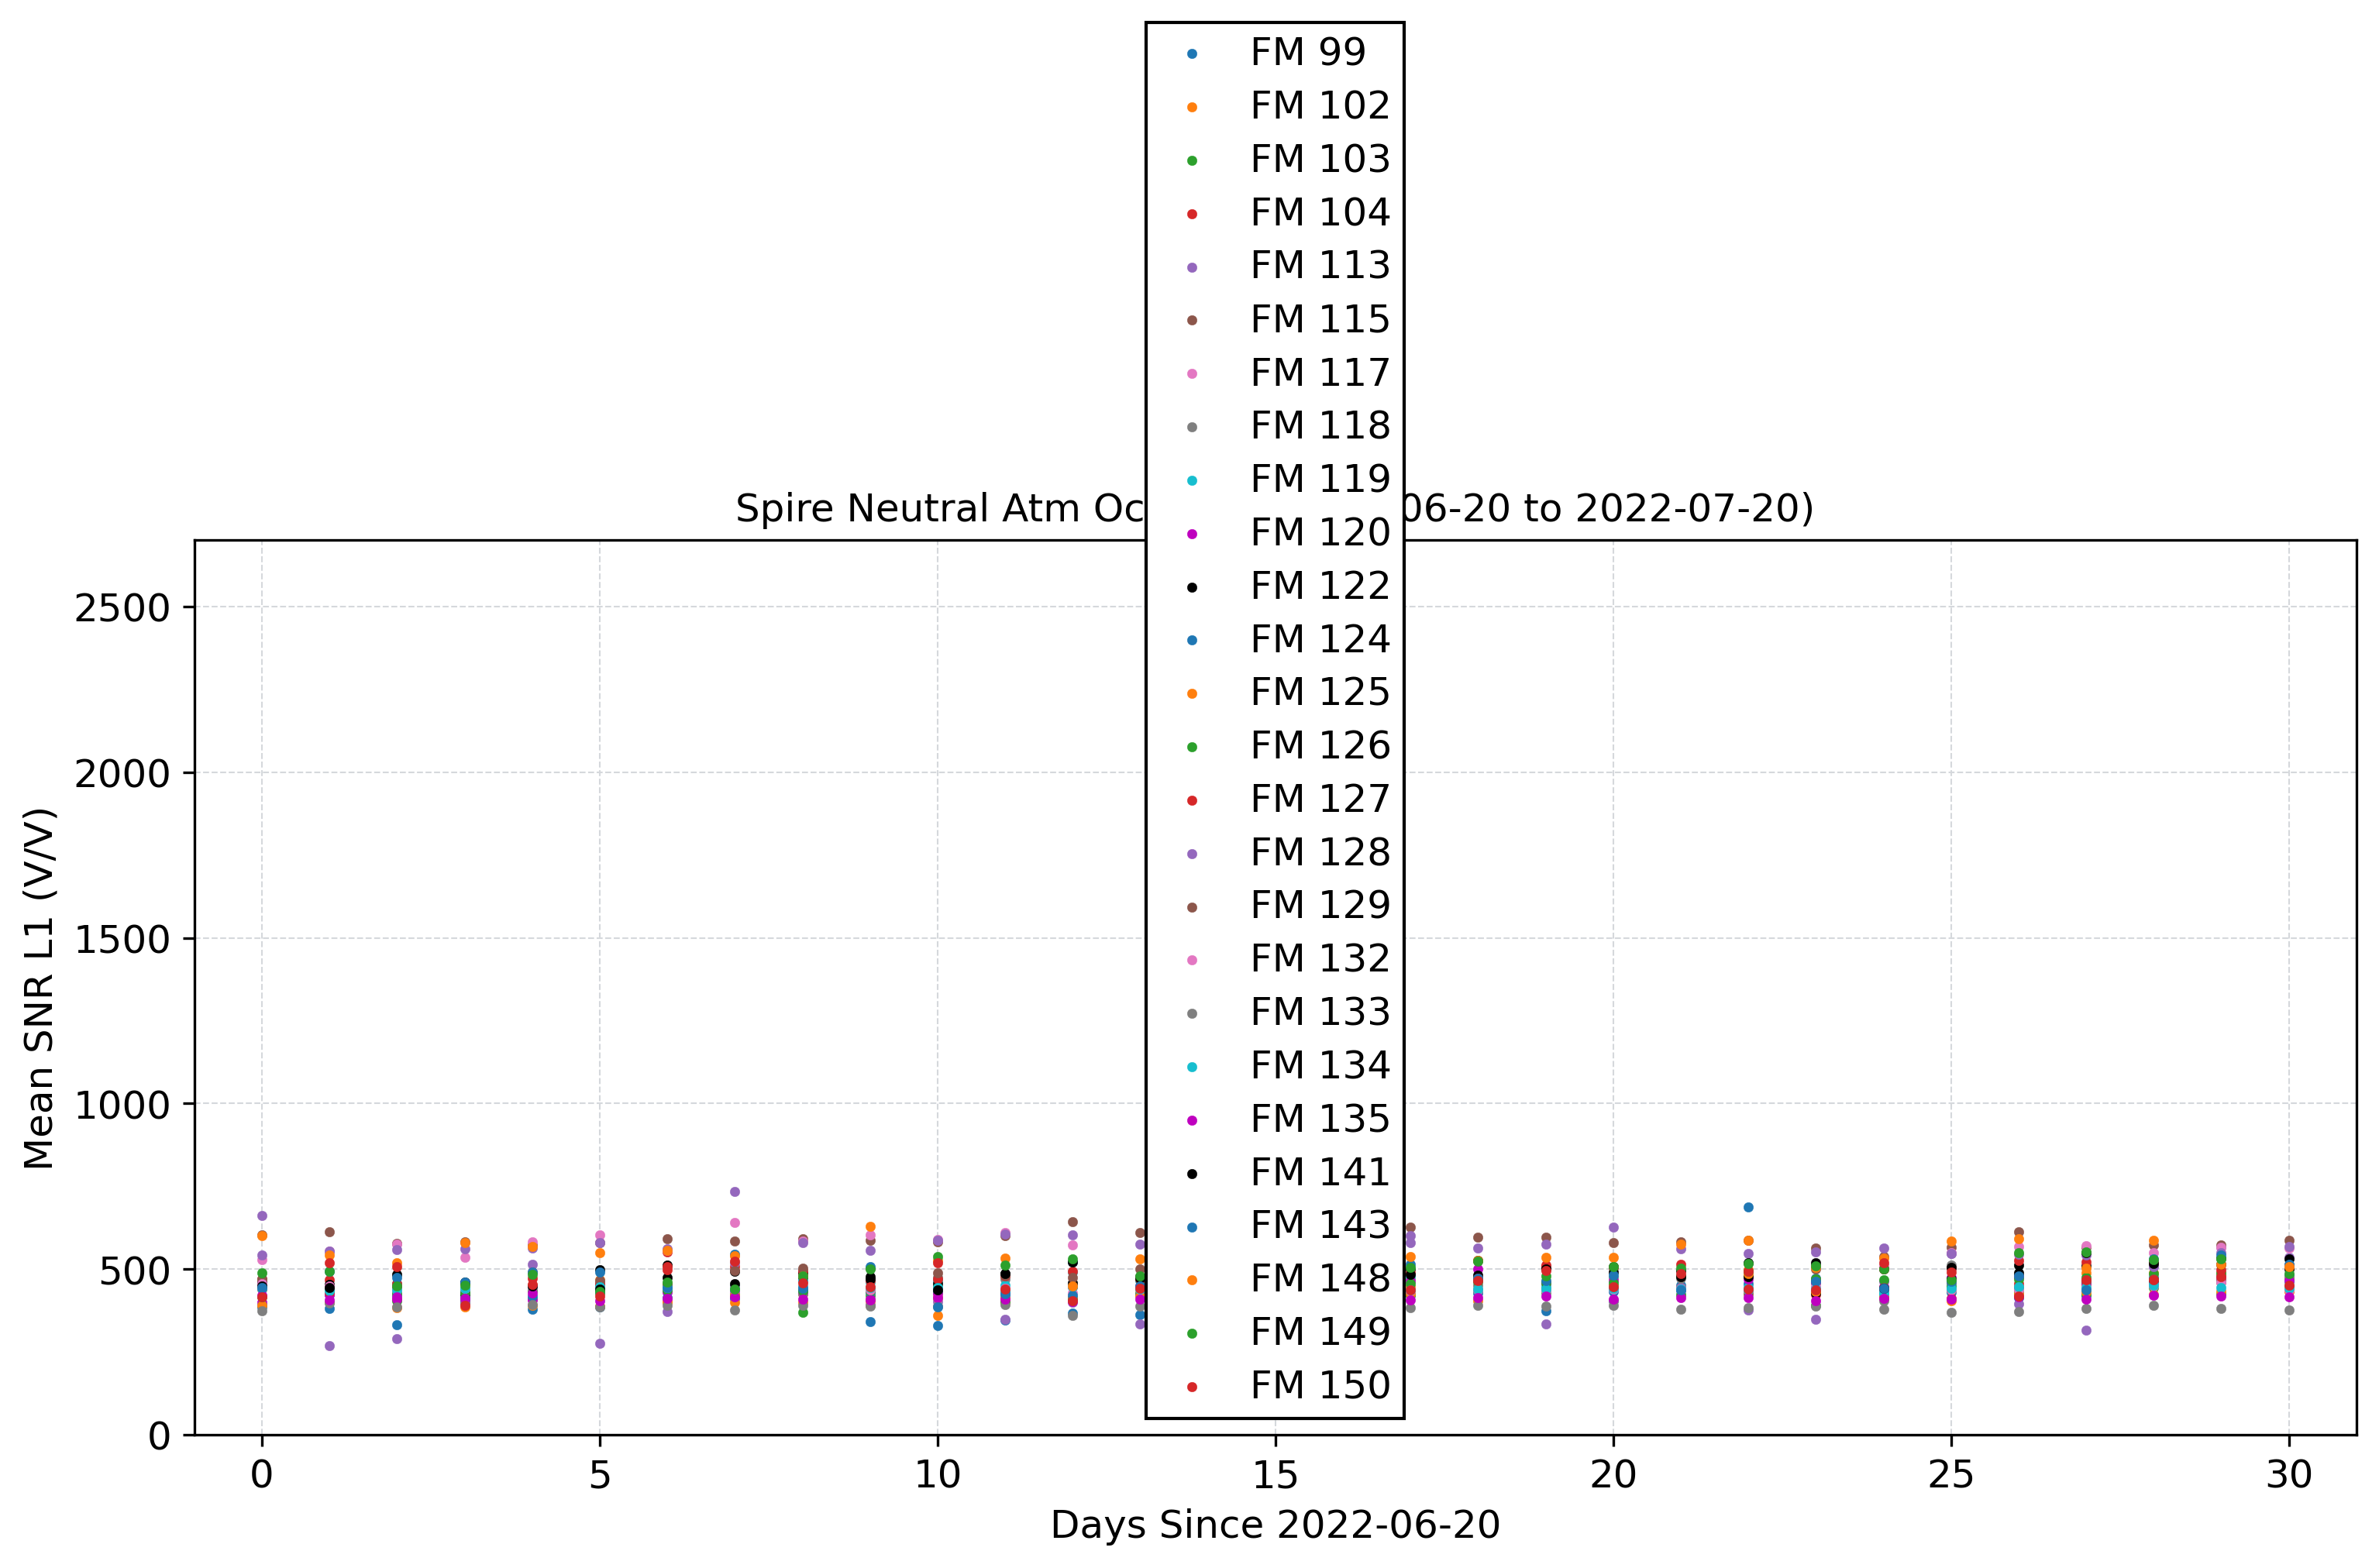 FM 99
FM 102
FM 103
FM 104
FM 113
FM 115
FM 117
FM 118
FM 119
FM 120
FM 122
FM 124
FM 125
FM 126
FM 127
FM 128
FM 129
FM 132
FM 133
FM 134
FM 135
FM 141
FM 143
FM 148
FM 149
FM 150
Spire Neutral Atm Oc 06-20 to 2022-07-20)
2500
2000
1500
1000
500
0
Mean SNR L1 (V/V)
0 5 10 15 20 25 30
Days Since 2022-06-20